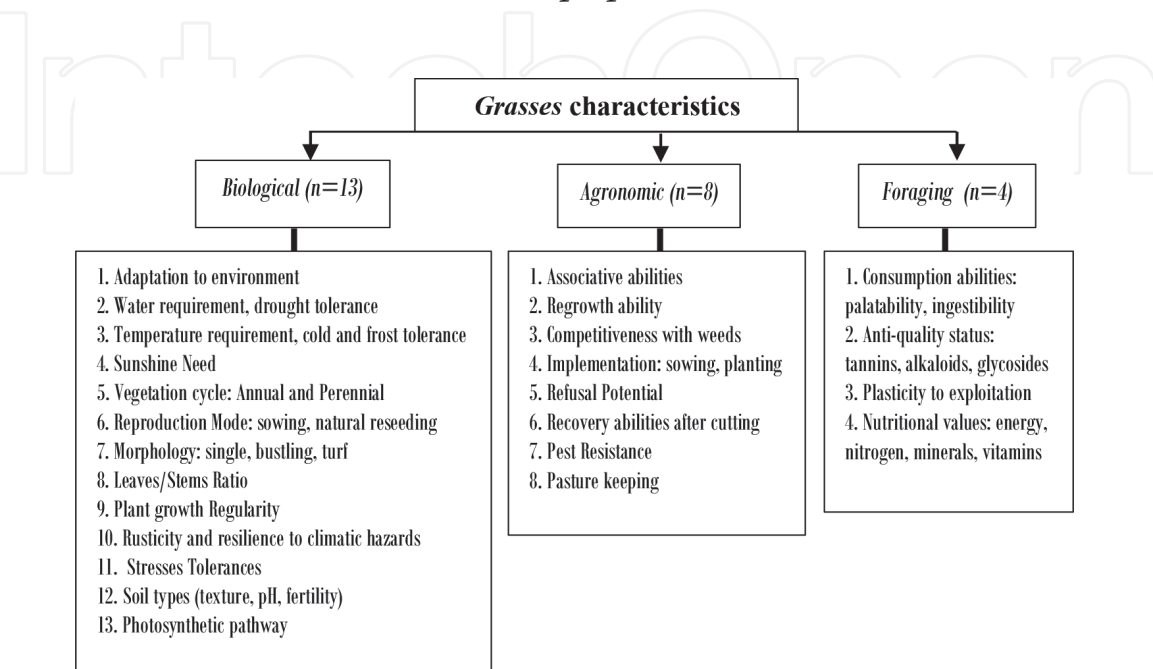 IntechOpen
Grasses characteristics
Biological (n=13)
Agronomic (n=8)
Foraging (n=4)
1. Adaptation to environment
2. Water requirement, drought tolerance
3. Temperature requirement, cold and frost tolerance
4. Sunshine Need
5. Vegetation cycle: Annual and Perennial
6. Reproduction Mode: sowing, natural reseeding
7. Morphology: single, bustling, turf
8. Leaves/Stems Ratio
9. Plant growth Regularity
10. Rusticity and resilience to climatic hazards
11. Stresses Tolerances
12. Soil types (texture, pH, fertility)
13. Photosynthetic pathway
1. Associative abilities
2. Regrowth ability
3. Competitiveness with weeds
4. Implementation: sowing, planting
5. Refusal Potential
6. Recovery abilities after cutting
7. Pest Resistance
8. Pasture keeping
1. Consumption abilities:
palatability, ingestibility
2. Anti-quality status:
tannins, alkaloids, glycosides
3. Plasticity to exploitation
4. Nutritional values: energy,
nitrogen, minerals, vitamins